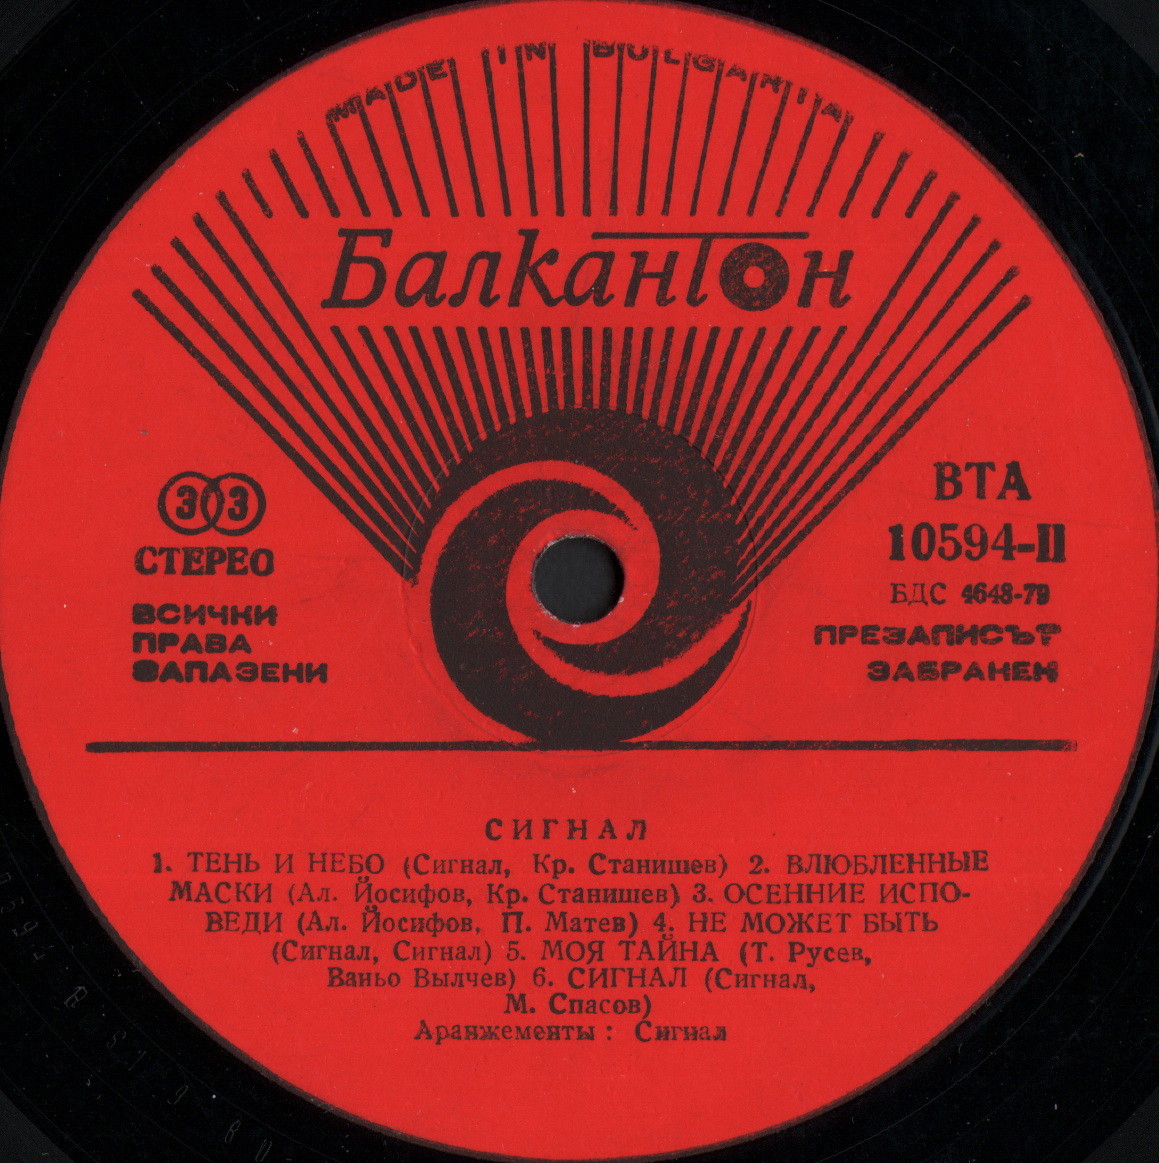 MADE IN BULGARIA
БалканТон
33
СТЕРЕО
ВСИЧКИ
ПРАВА
ЗАПАЗЕНИ
ВТА
10594-II
БДС 4648-79
ПРЕЗАПИСЪТ
ЗАБРАНЕН
СИГНАЛ
1. ТЕНЬ И НЕБО (Сигнал, Кр. Станишев) 2. ВЛЮБЛЕННЫЕ
МАСКИ (Ал. Йосифов, Кр. Станишев) 3. ОСЕННИЕ ИСПО-
ВЕДИ (Ал. Йосифов, П. Матев) 4. НЕ МОЖЕТ БЫТЬ
(Сигнал, Сигнал) 5. МОЯ ТАЙНА (Т. Русев,
Ваньо Вылчев) 6. СИГНАЛ (Сигнал,
М. Спасов)
Аранжементы : Сигнал